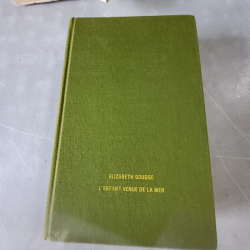 ELIZABETH GOUDGE
L'ENFANT VENUE DE LA MER